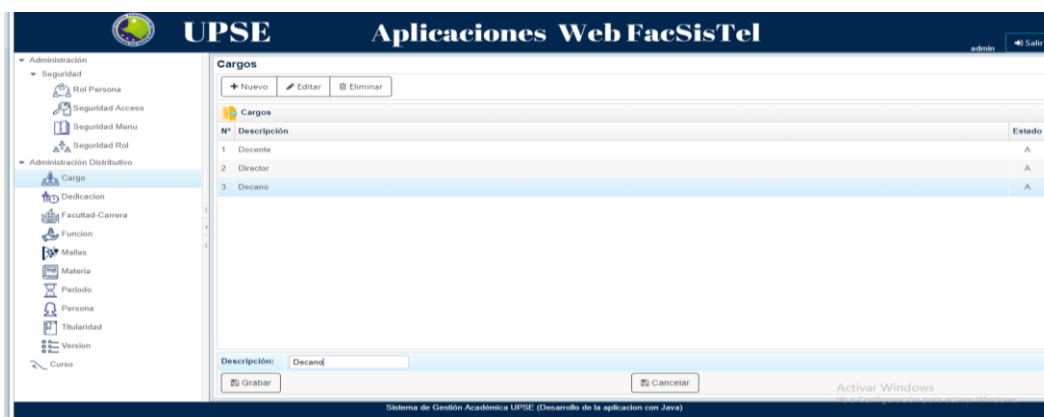 UPSE Aplicaciones Web FacSisTel
admin Salir
Administración
Seguridad
Rol Persona
Seguridad Acceso
Seguridad Menu
Seguridad Rol
Administración Distributivo
Cargo
Dedicacion
Facultad-Carrera
Funcion
Mallas
Materia
Periodo
Persona
Titularidad
Version
Curso
Cargos
Nuevo Editar Eliminar
Cargos
Nº Descripción Estado
1 Docente A
2 Director A
3 Decano A
Descripción: Decano
Grabar Cancelar
Activar Windows
Sistema de Gestión Académica UPSE (Desarrollo de la aplicacion con Java)